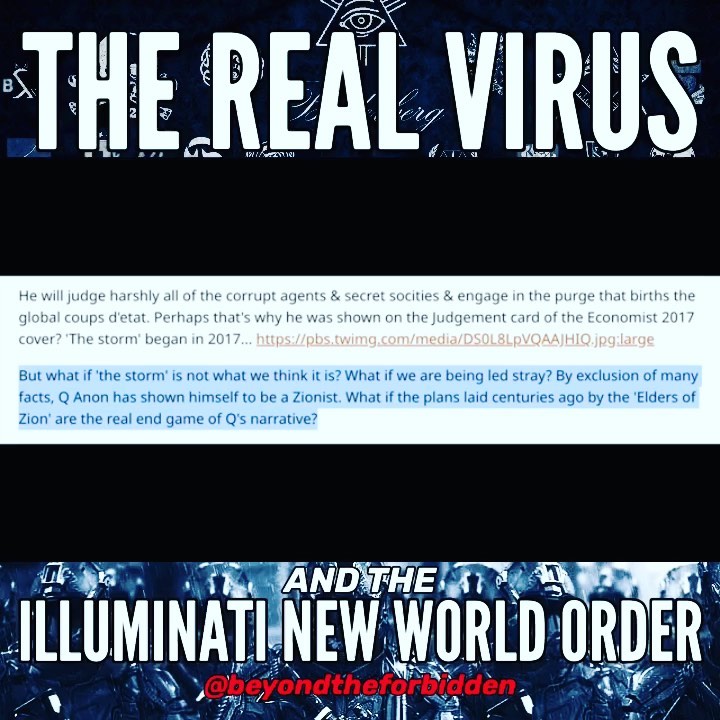 THE REAL VIRUS
He will judge harshly all of the corrupt agents & secret socities & engage in the purge that births the
global coups d'etat. Perhaps that's why he was shown on the Judgement card of the Economist 2017
cover? 'The storm' began in 2017... https://pbs.twimg.com/media/DS0L8LpVQAAJHIQ.jpg:large
But what if 'the storm' is not what we think it is? What if we are being led stray? By exclusion of many
facts, Q Anon has shown himself to be a Zionist. What if the plans laid centuries ago by the 'Elders of
Zion' are the real end game of Q's narrative?
AND THE
ILLUMINATI NEW WORLD ORDER
@beyondtheforbidden